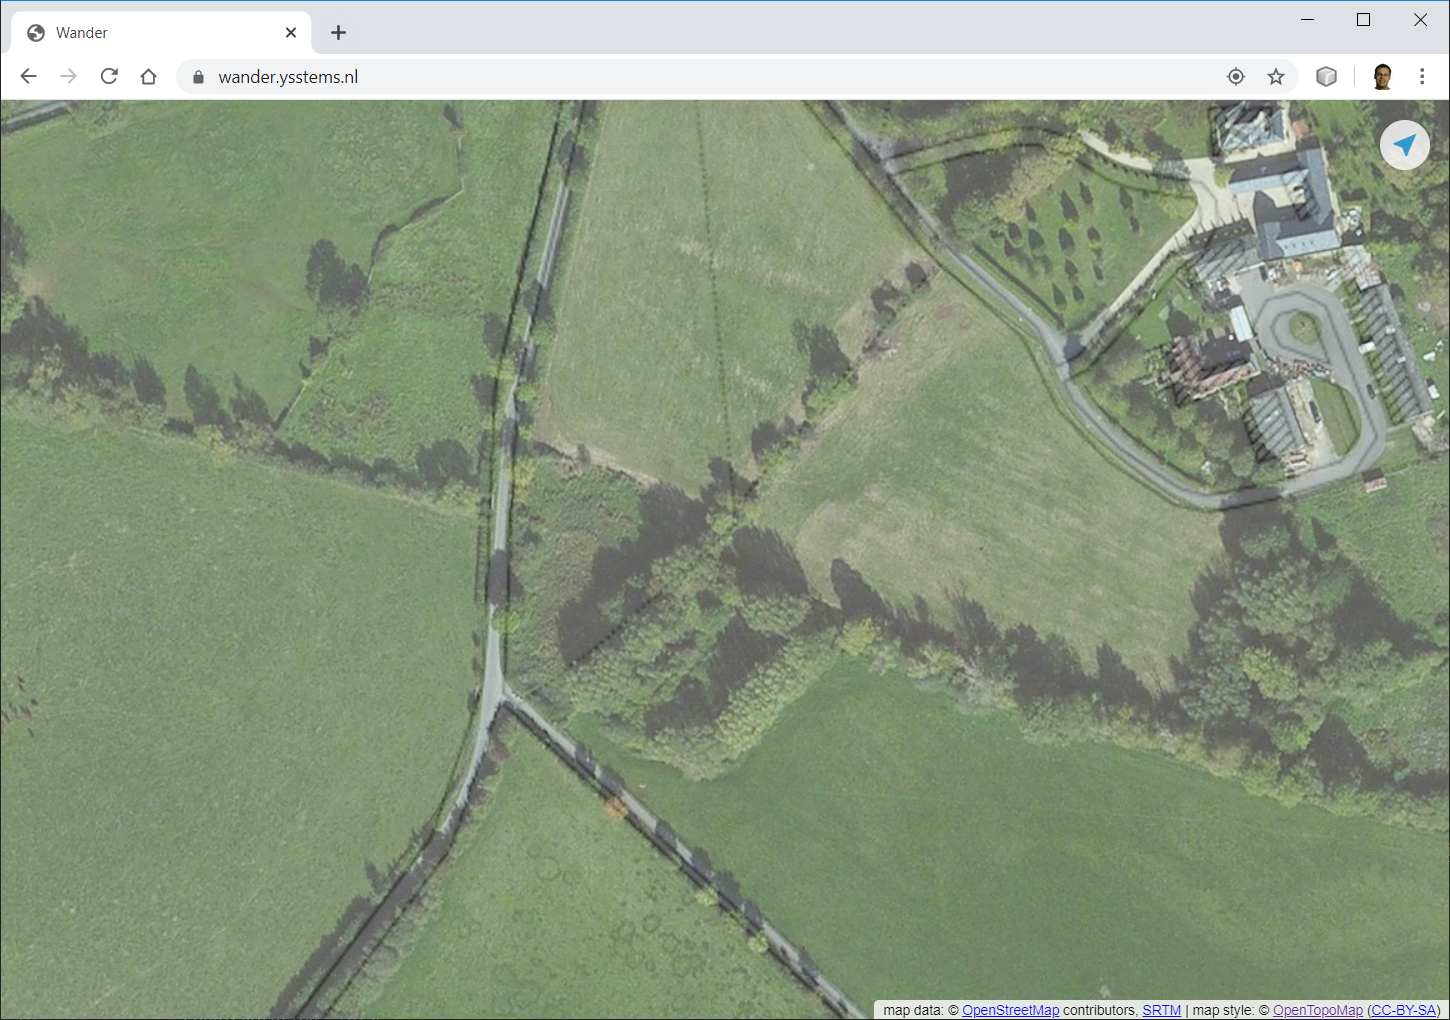 Wander
wander.ysstems.nl
map data: © OpenStreetMap contributors, SRTM | map style: © OpenTopoMap (CC-BY-SA)